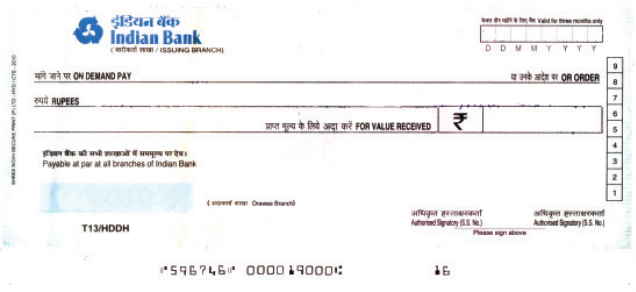 इंडियन बैंक
Indian Bank
( जारीकर्ता शाखा / ISSUING BRANCH)
केवल तीन महीने के लिए वैध Valid for three months only
D D M M Y Y Y Y
मांगे जाने पर ON DEMAND PAY
या उनके आदेश पर OR ORDER
रुपये RUPEES
प्राप्त मूल्य के लिये अदा करें FOR VALUE RECEIVED ₹
9
8
7
6
5
4
3
2
1
इंडियन बैंक की सभी शाखाओं में सममूल्य पर देय।
Payable at par at all branches of Indian Bank
( अदाकर्ता शाखा Drawee Branch)
T13/HDDH
अधिकृत हस्ताक्षरकर्ता
Authorised Signatory (S.S. No.)
अधिकृत हस्ताक्षरकर्ता
Authorised Signatory (S.S. No.)
Please sign above
⑈596746⑈ 000019000⑆ 16